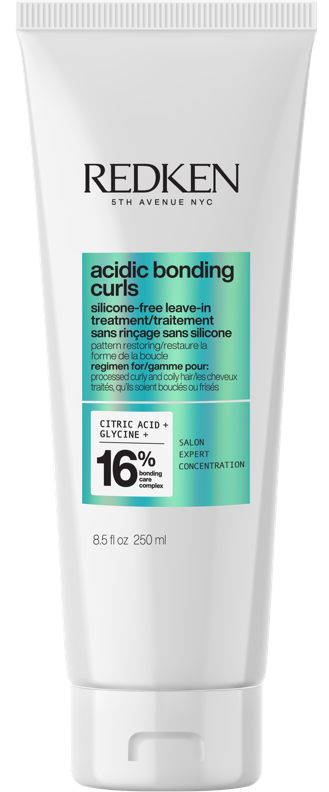 REDKEN
5TH AVENUE NYC
acidic bonding
curls
silicone-free leave-in
treatment/traitement
sans rinçage sans silicone
pattern restoring/restaure la
forme de la boucle
regimen for/gamme pour:
processed curly and coily hair/les cheveux
traités, qu'ils soient bouclés ou frisés
CITRIC ACID +
GLYCINE +
16%
bonding
care
complex
SALON
EXPERT
CONCENTRATION
8.5 fl oz 250 ml